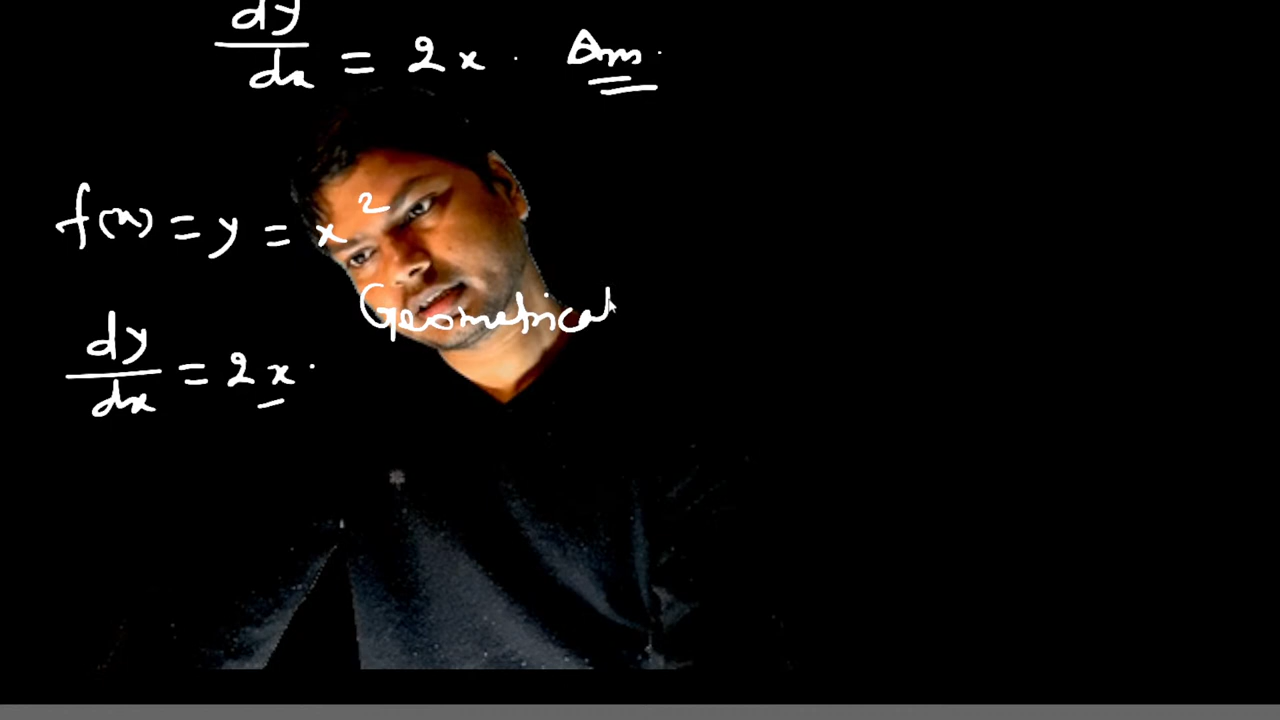 dy/dx = 2x. Ans.
f(x) = y = x²
Geometrical
dy/dx = 2x.